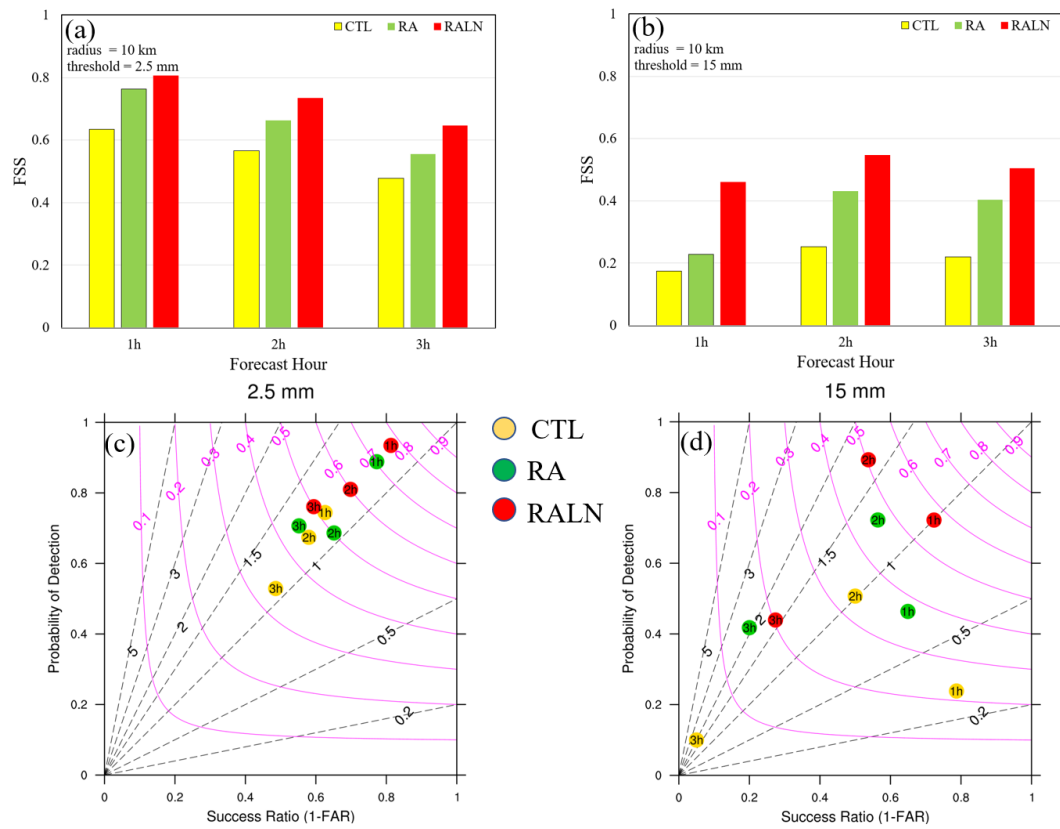 (a)
CTL RA RALN
radius = 10 km
threshold = 2.5 mm
1
0.8
0.6
0.4
0.2
0
FSS
1h 2h 3h
Forecast Hour
(b)
CTL RA RALN
radius = 10 km
threshold = 15 mm
1
0.8
0.6
0.4
0.2
0
FSS
1h 2h 3h
Forecast Hour
2.5 mm
(c)
1
0.8
0.6
0.4
0.2
0
Probability of Detection
0.1 0.2 0.3 0.4 0.5 0.6 0.7 0.8 0.9
5 3 2 1.5 1 0.5 0.2
1h
1h
2h
3h 1h
3h 2h 2h
3h
0 0.2 0.4 0.6 0.8 1
Success Ratio (1-FAR)
CTL
RA
RALN
15 mm
(d)
1
0.8
0.6
0.4
0.2
0
Probability of Detection
0.1 0.2 0.3 0.4 0.5 0.6 0.7 0.8 0.9
5 3 2 1.5 1 0.5 0.2
2h
2h 1h
2h 1h
3h 3h
1h
3h
0 0.2 0.4 0.6 0.8 1
Success Ratio (1-FAR)